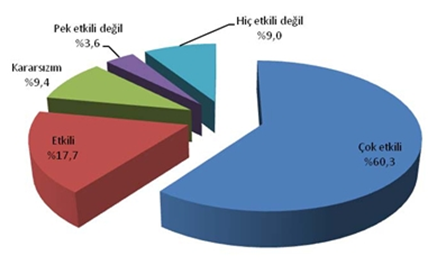 Pek etkili değil
%3,6
Hiç etkili değil
%9,0
Kararsızım
%9,4
Etkili
%17,7
Çok etkili
%60,3